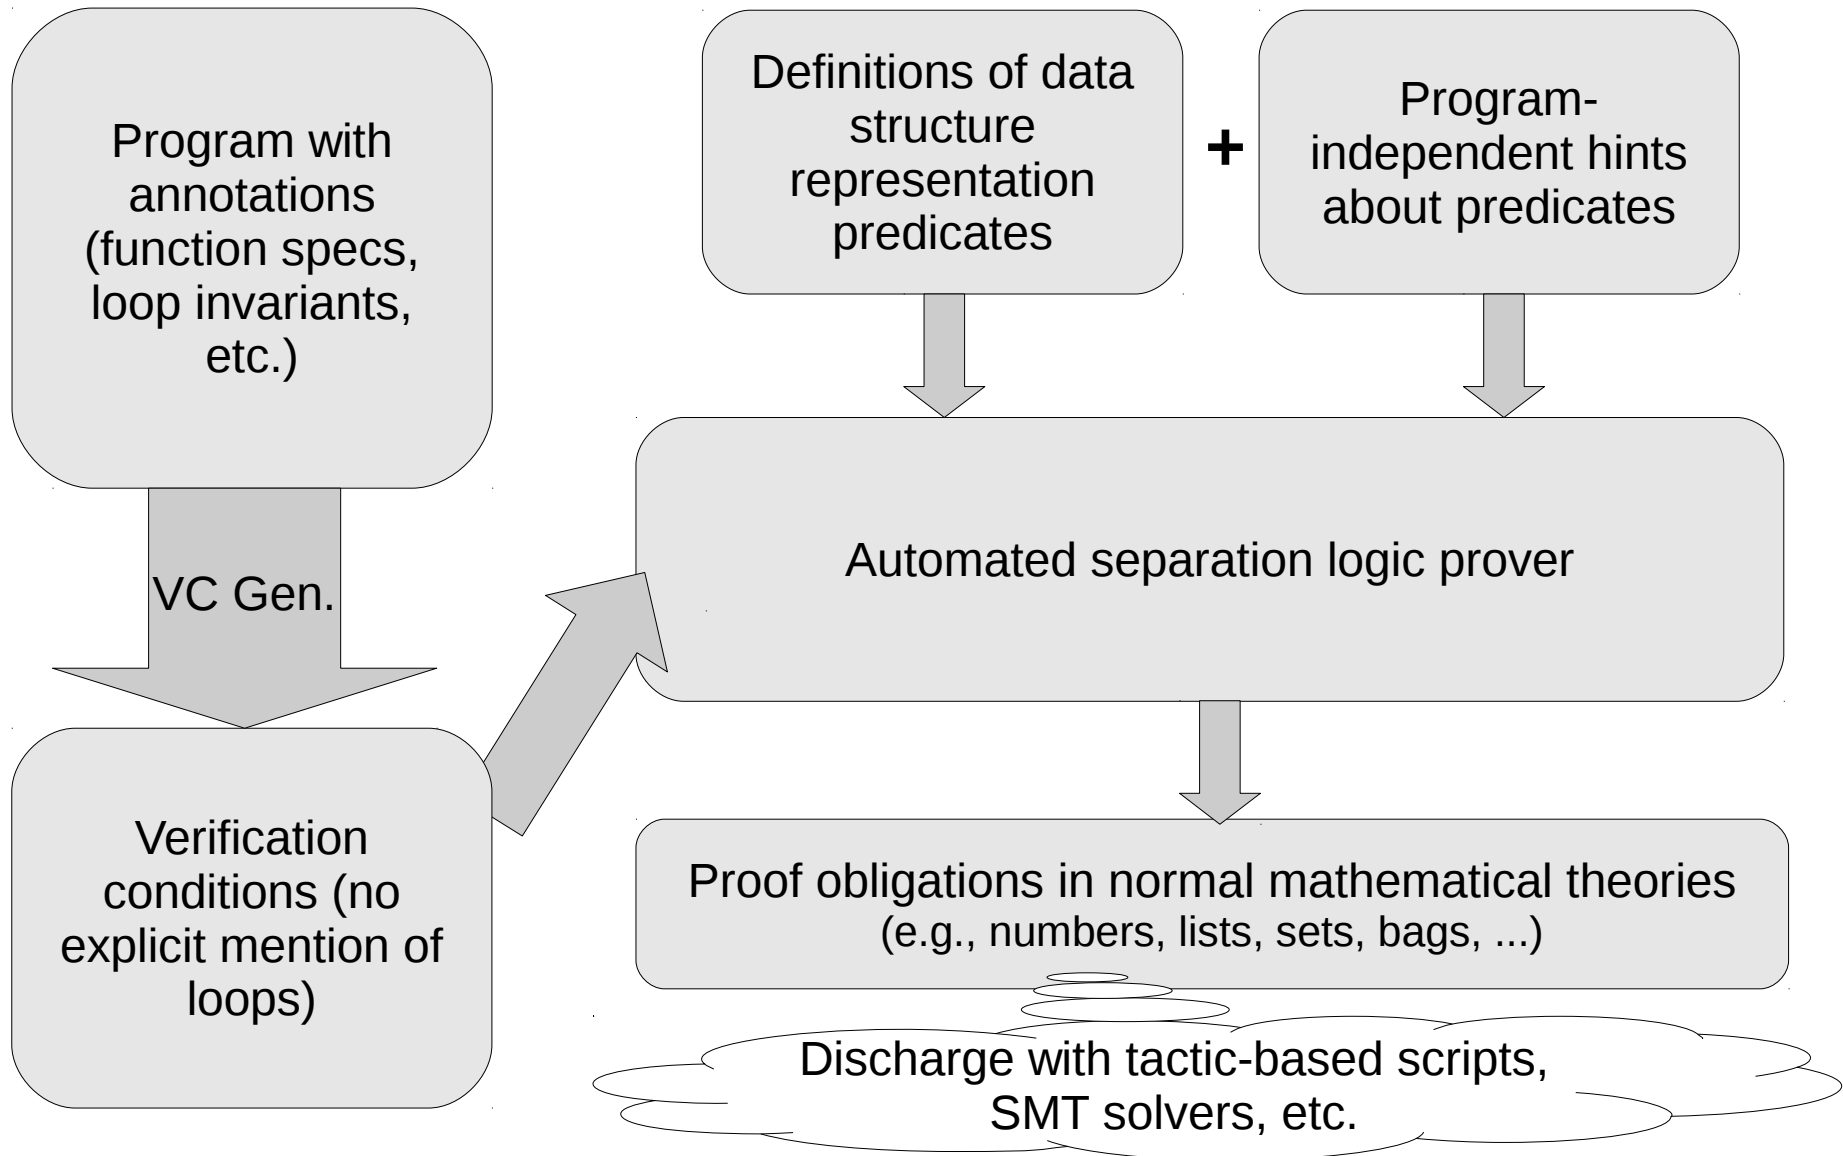 Program with
annotations
(function specs,
loop invariants,
etc.)
VC Gen.
Verification
conditions (no
explicit mention of
loops)
Definitions of data
structure
representation
predicates
+
Program-
independent hints
about predicates
Automated separation logic prover
Proof obligations in normal mathematical theories
(e.g., numbers, lists, sets, bags, ...)
Discharge with tactic-based scripts,
SMT solvers, etc.